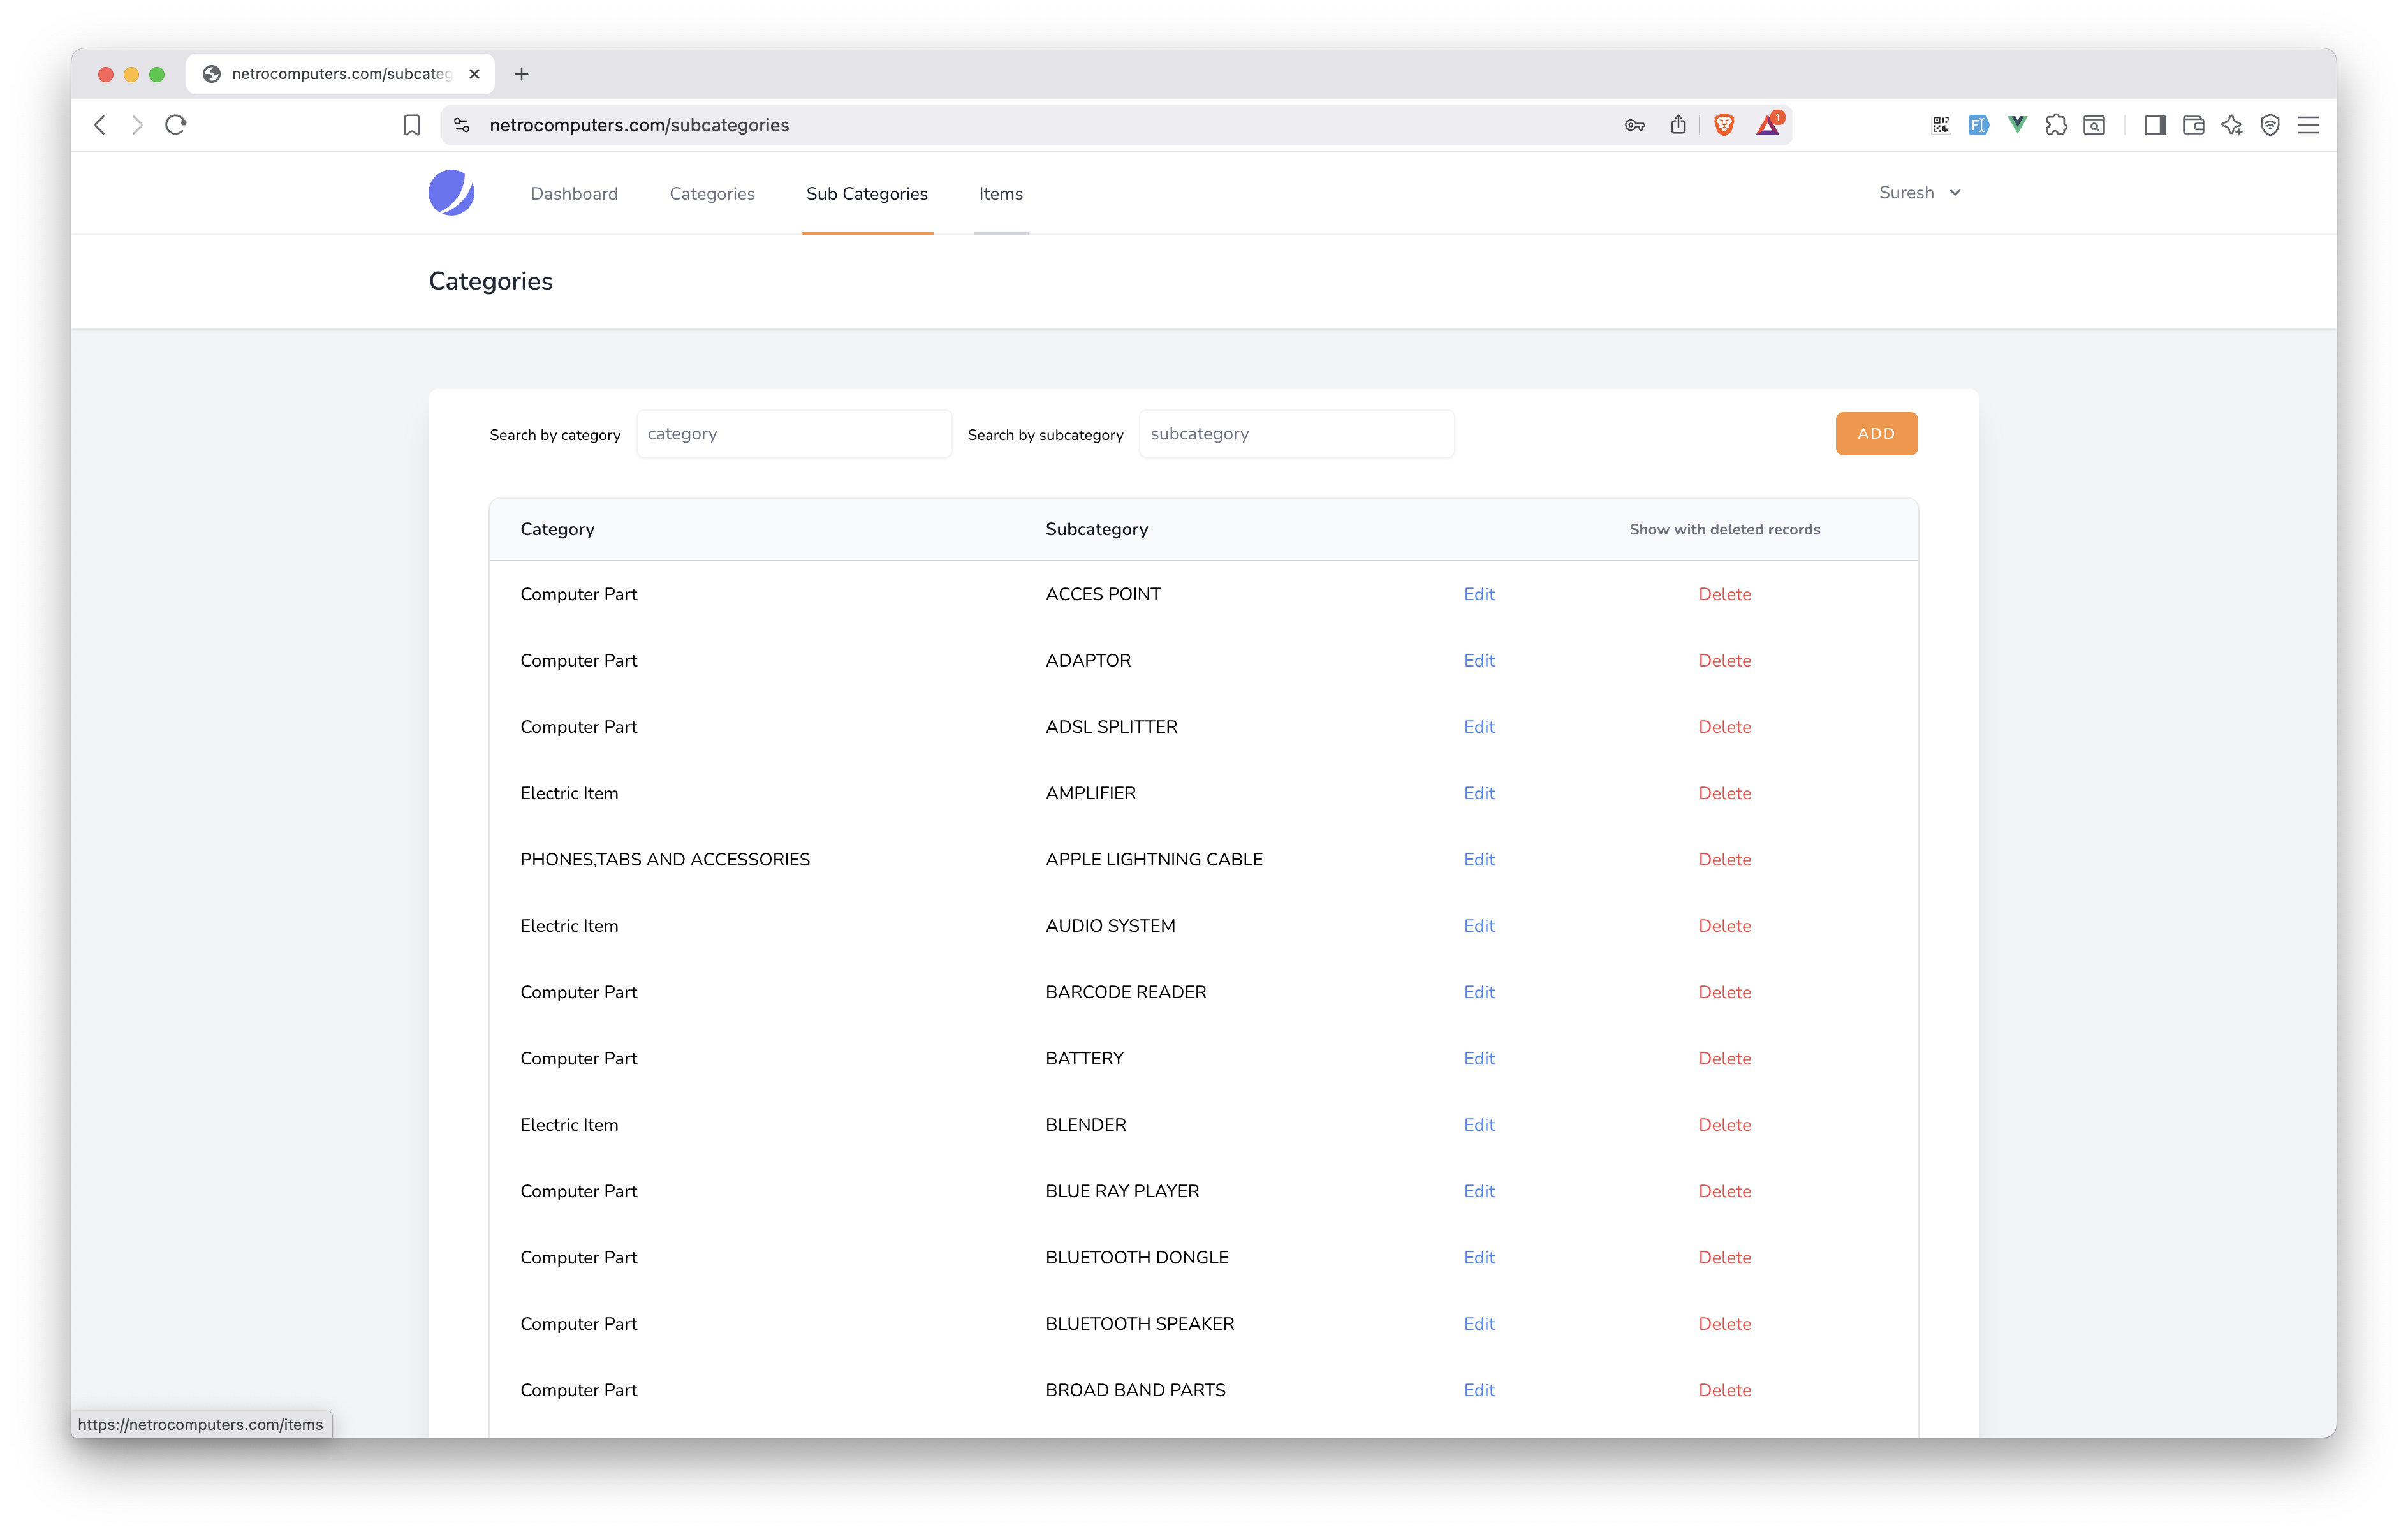 netrocomputers.com/subcateg
netrocomputers.com/subcategories
1
Dashboard Categories Sub Categories Items Suresh
Categories
Search by category category Search by subcategory subcategory ADD
Category Subcategory Show with deleted records
Computer Part ACCES POINT Edit Delete
Computer Part ADAPTOR Edit Delete
Computer Part ADSL SPLITTER Edit Delete
Electric Item AMPLIFIER Edit Delete
PHONES,TABS AND ACCESSORIES APPLE LIGHTNING CABLE Edit Delete
Electric Item AUDIO SYSTEM Edit Delete
Computer Part BARCODE READER Edit Delete
Computer Part BATTERY Edit Delete
Electric Item BLENDER Edit Delete
Computer Part BLUE RAY PLAYER Edit Delete
Computer Part BLUETOOTH DONGLE Edit Delete
Computer Part BLUETOOTH SPEAKER Edit Delete
Computer Part BROAD BAND PARTS Edit Delete
https://netrocomputers.com/items